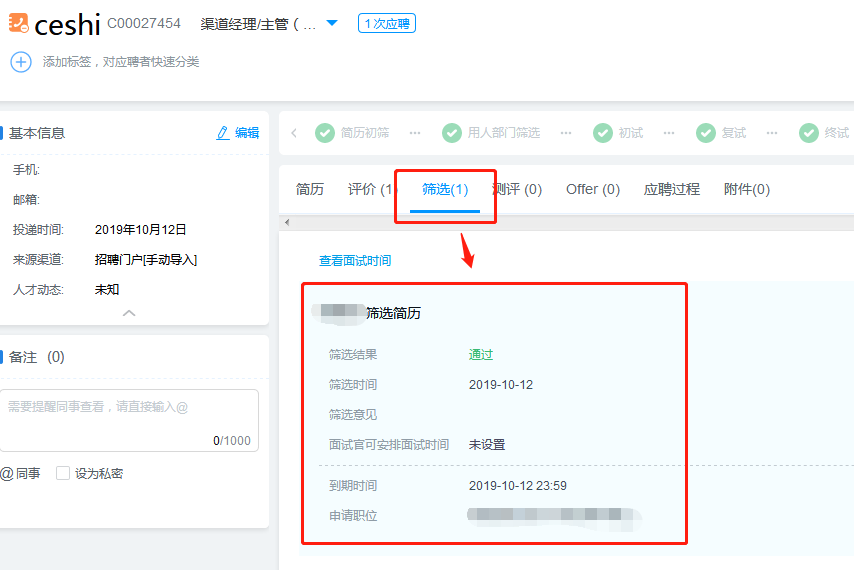 ceshi C00027454 渠道经理/主管（ ... 1 次应聘
添加标签，对应聘者快速分类
基本信息 编辑
手机:
邮箱:
投递时间: 2019年10月12日
来源渠道: 招聘门户[手动导入]
人才动态: 未知
备注 (0)
需要提醒同事查看，请直接输入@
0/1000
@同事 设为私密
简历初筛 ... 用人部门筛选 ... 初试 ... 复试 ... 终试
简历 评价 (1) 筛选(1) 测评 (0) Offer (0) 应聘过程 附件(0)
查看面试时间
筛选简历
筛选结果 通过
筛选时间 2019-10-12
筛选意见
面试官可安排面试时间 未设置
到期时间 2019-10-12 23:59
申请职位